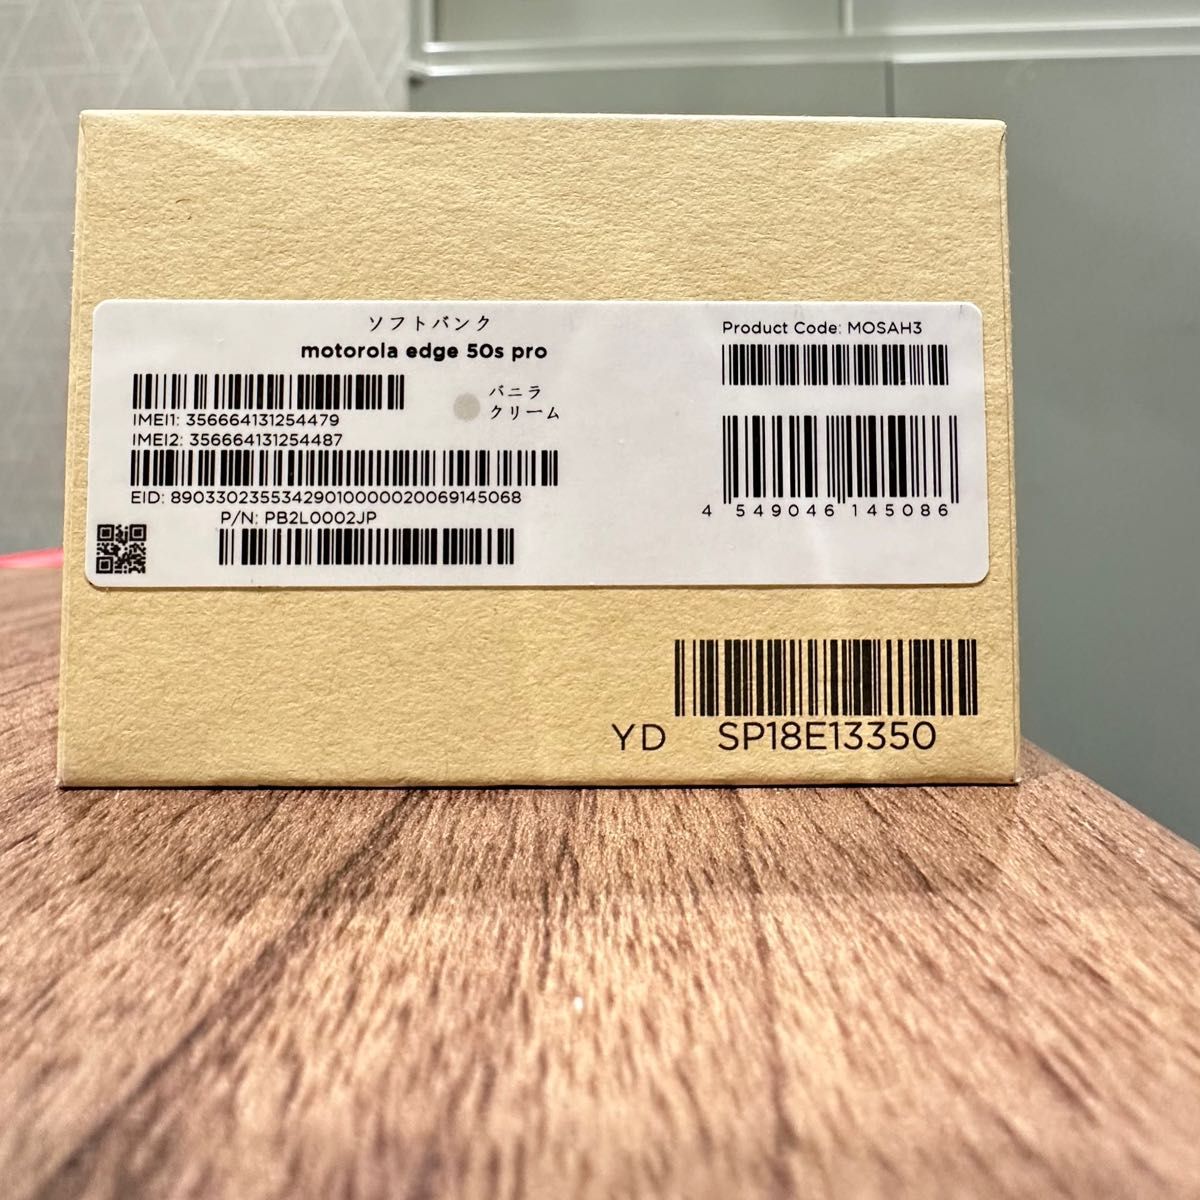 ソフトバンク
motorola edge 50s pro
バニラ
クリーム
IMEI1: 356664131254479
IMEI2: 356664131254487
EID: 89033023553429010000020069145068
P/N: PB2L0002JP
Product Code: MOSAH3
4 549046 145086
YD SP18E13350